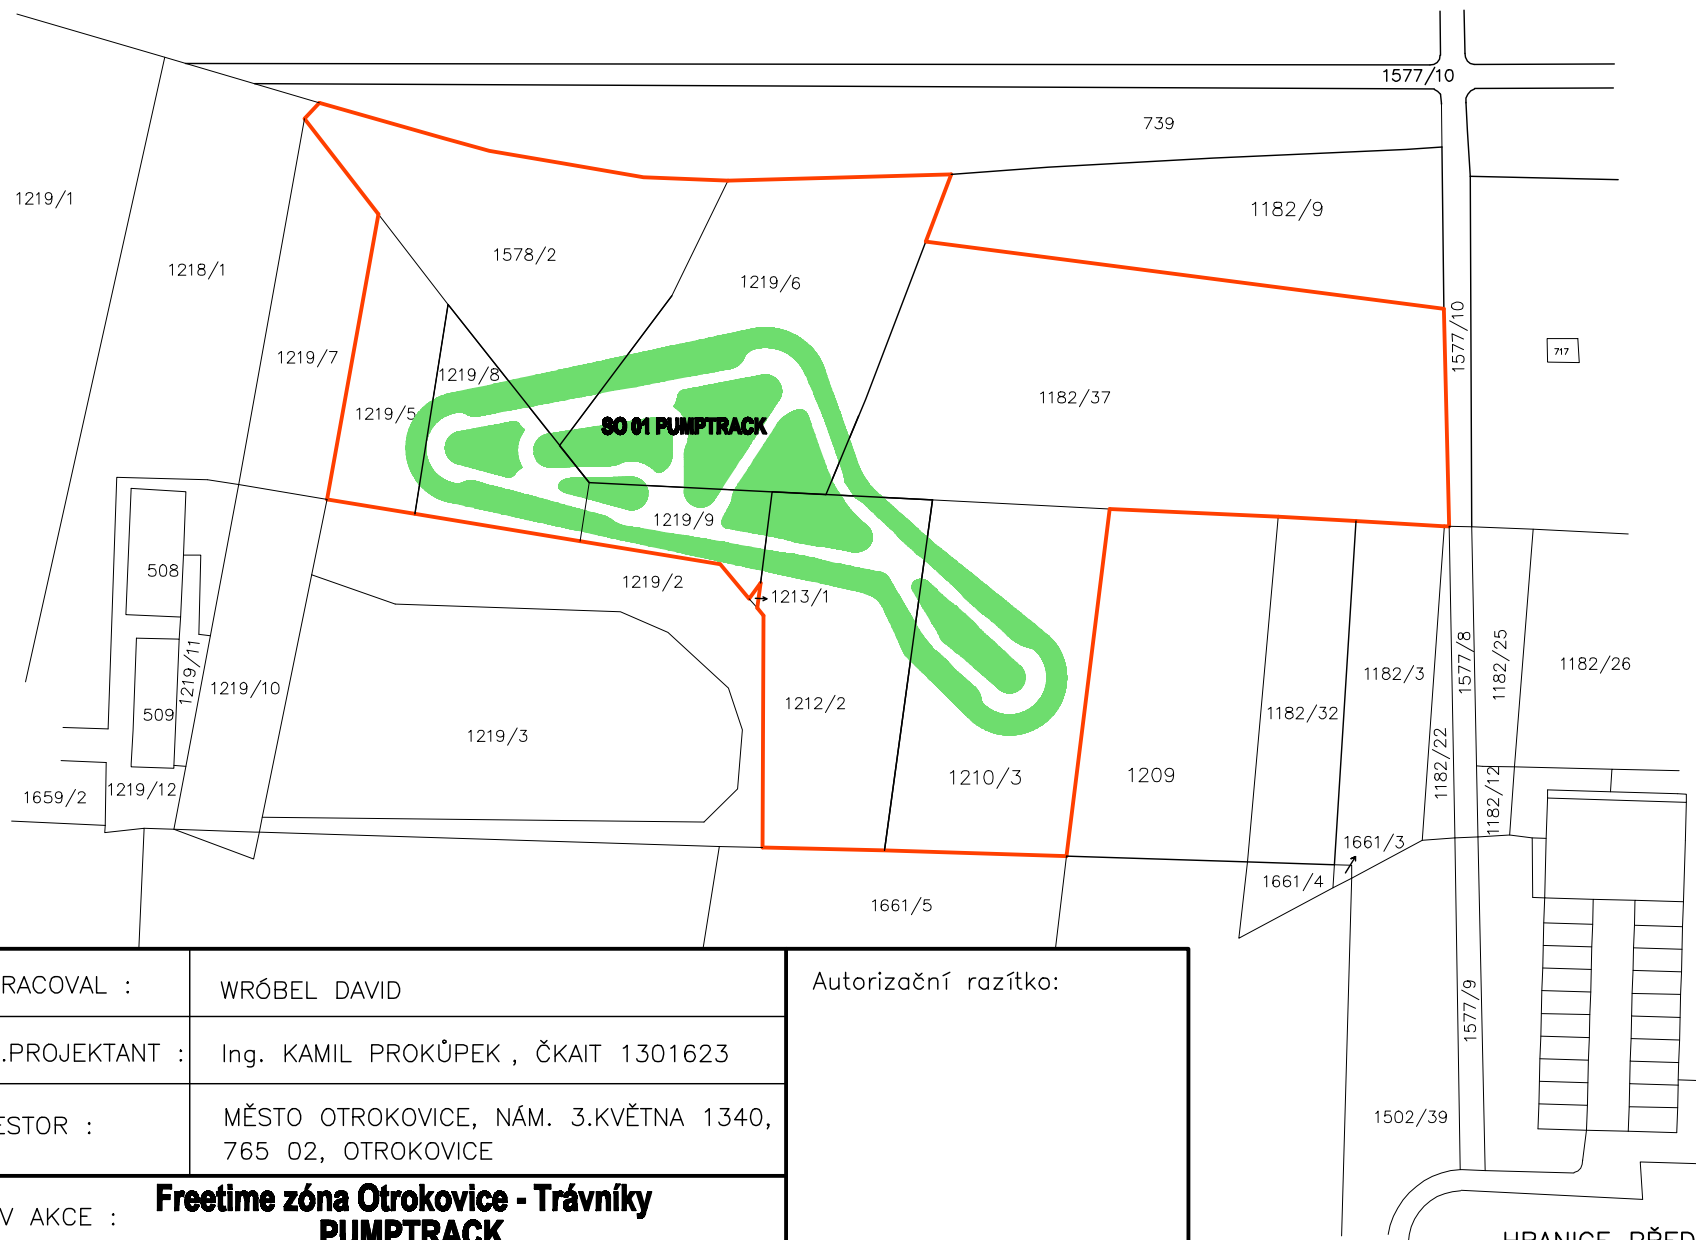 1577/10
739
1219/1
1182/9
1578/2
1218/1
1219/6
1577/10
717
1219/7
1219/8
1182/37
1219/5
SO 01 PUMPTRACK
1219/9
508
1219/2
1213/1
1219/11
1577/8
1182/25
1182/26
1182/3
1219/10
1212/2
1182/32
509
1219/3
1182/22
1210/3
1209
1219/12
1659/2
1182/12
1661/3
1661/4
1661/5
RACOVAL :
WRÓBEL DAVID
Autorizační razítko:
1577/9
.PROJEKTANT :
Ing. KAMIL PROKŮPEK , ČKAIT 1301623
ESTOR :
MĚSTO OTROKOVICE, NÁM. 3.KVĚTNA 1340,
765 02, OTROKOVICE
1502/39
V AKCE :
Freetime zóna Otrokovice - Trávníky
PUMPTRACK
HRANICE PŘED